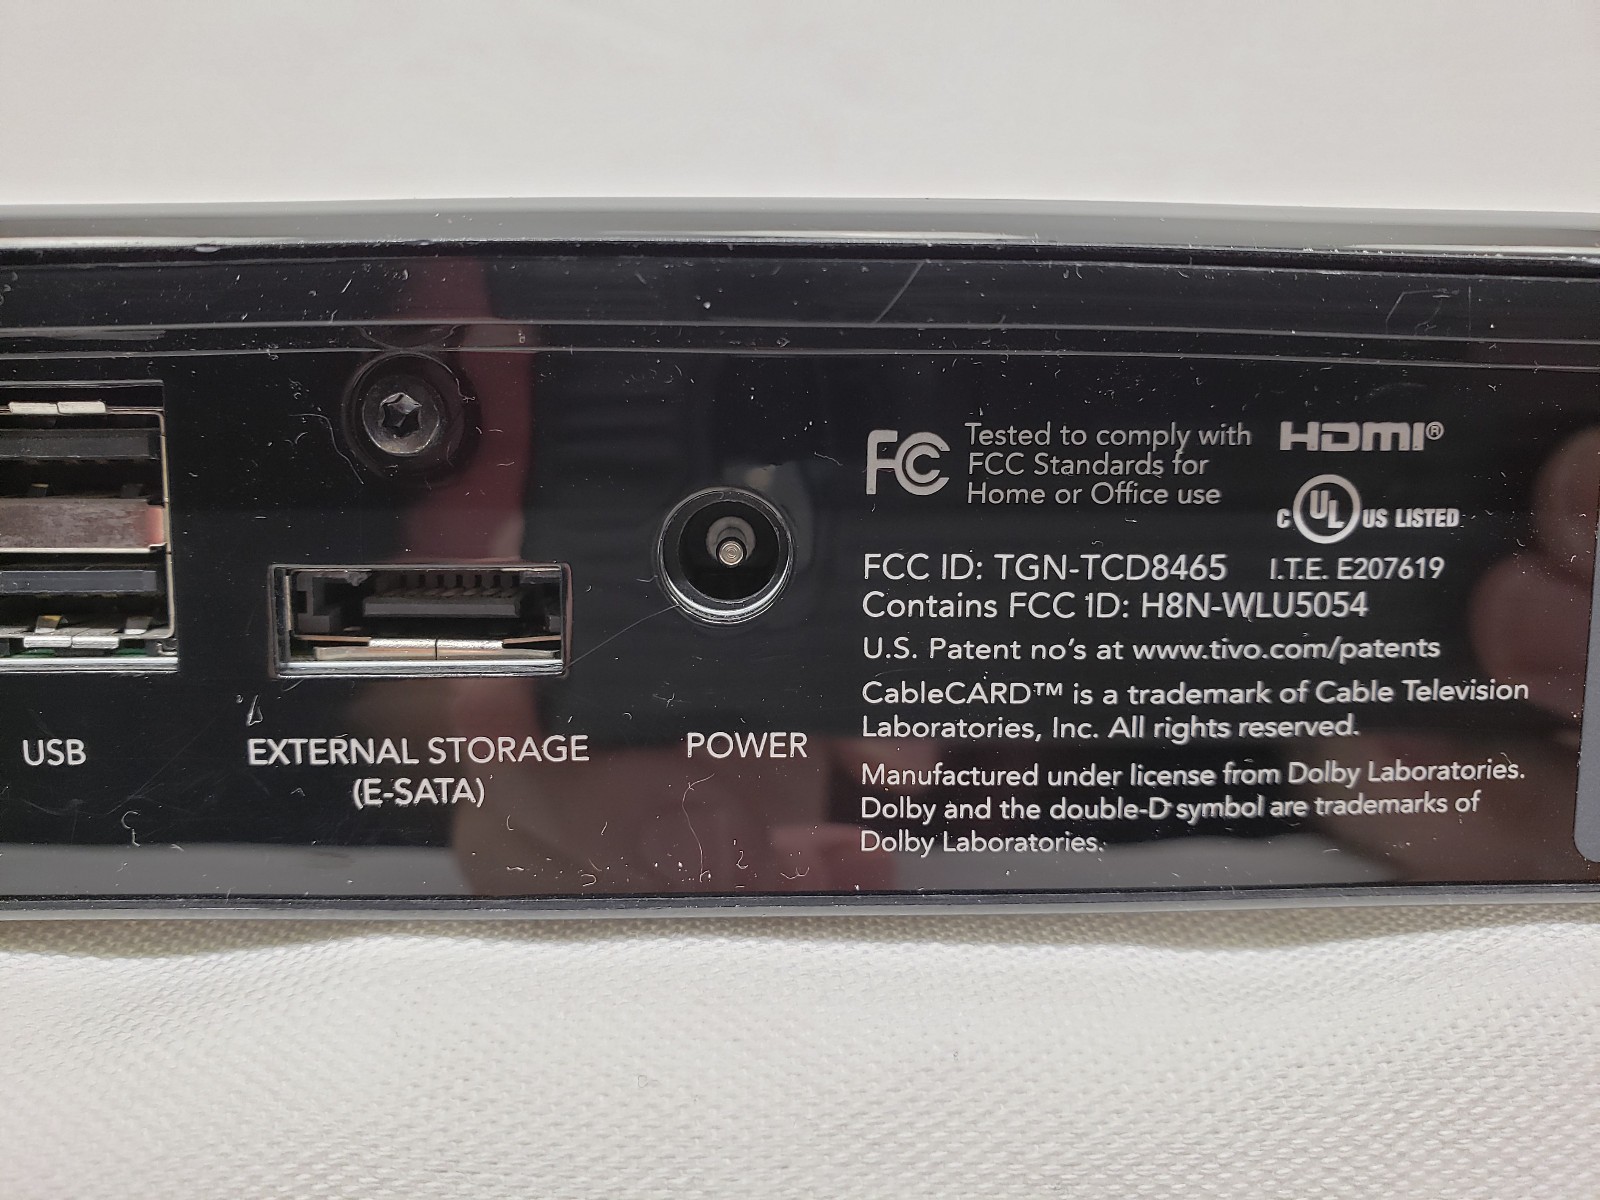 USB
EXTERNAL STORAGE
(E-SATA)
POWER
FC Tested to comply with
FCC Standards for
Home or Office use
HDMI®
C UL US LISTED
FCC ID: TGN-TCD8465 I.T.E. E207619
Contains FCC ID: H8N-WLU5054
U.S. Patent no's at www.tivo.com/patents
CableCARD™ is a trademark of Cable Television
Laboratories, Inc. All rights reserved.
Manufactured under license from Dolby Laboratories.
Dolby and the double-D symbol are trademarks of
Dolby Laboratories.